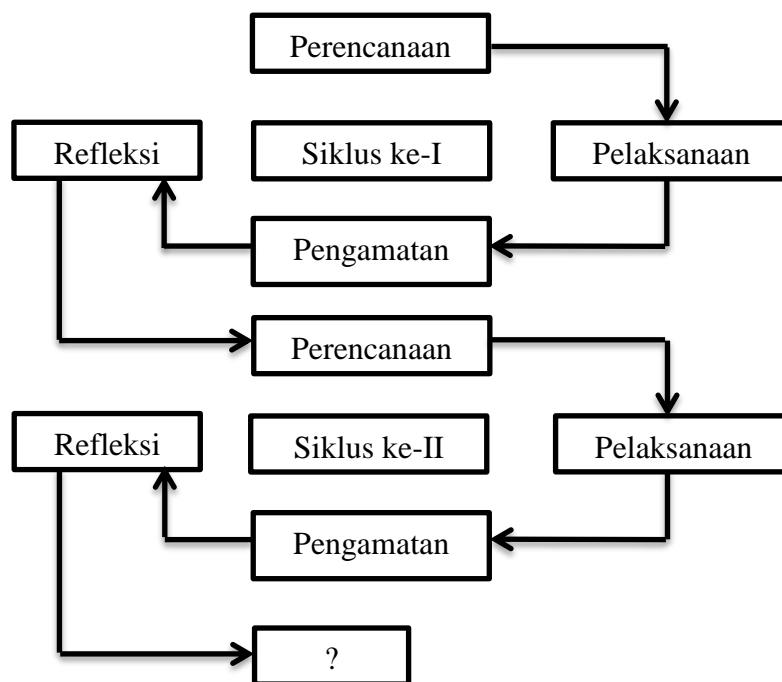 Perencanaan
Refleksi
Siklus ke-I
Pelaksanaan
Pengamatan
Perencanaan
Refleksi
Siklus ke-II
Pelaksanaan
Pengamatan
?